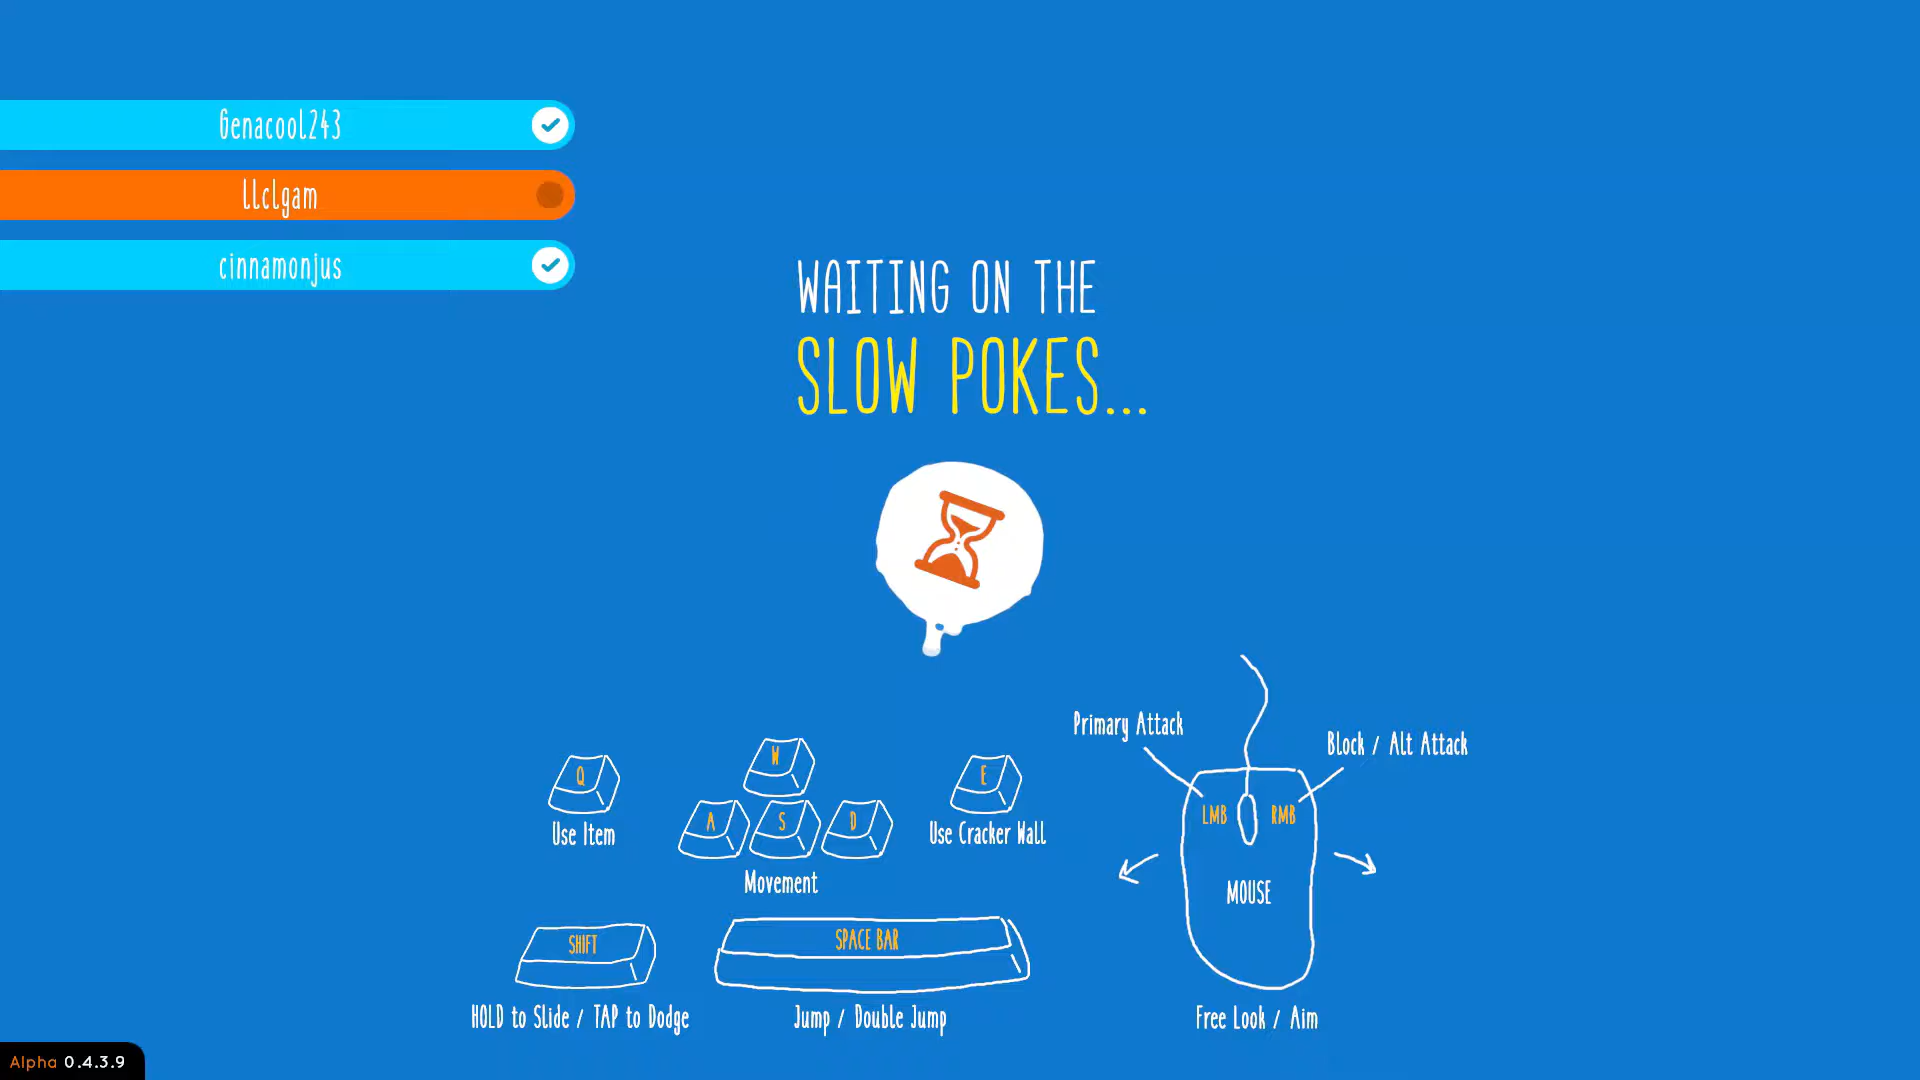 Genacool243
llclgam
cinnamonjus
WAITING ON THE
SLOW POKES...
Primary Attack
Block / Alt Attack
Q
W
E
LMB
RMB
A
S
D
Use Item
Use Cracker Wall
Movement
MOUSE
SHIFT
SPACE BAR
HOLD to Slide / TAP to Dodge
Jump / Double Jump
Free Look / Aim
Alpha 0.4.3.9